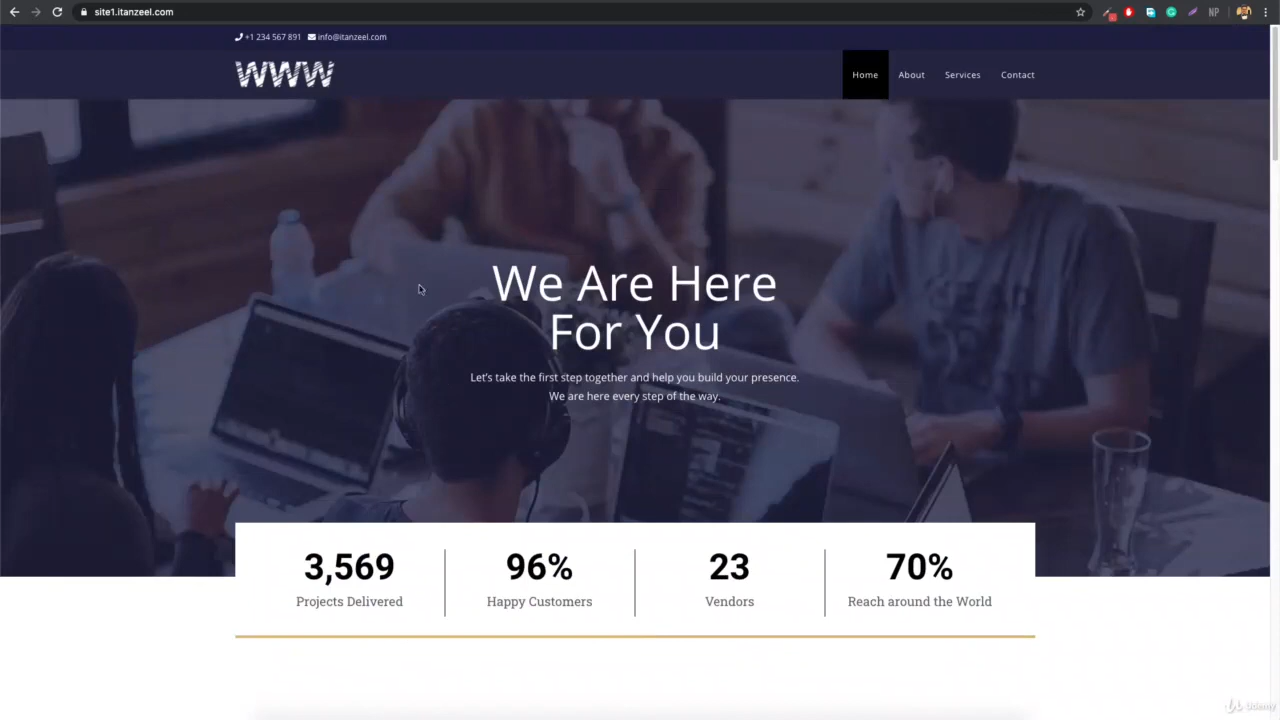 site1.itanzeel.com
NP
+1 234 567 891 info@itanzeel.com
WWW
Home About Services Contact
We Are Here
For You
Let's take the first step together and help you build your presence.
We are here every step of the way.
3,569 96% 23 70%
Projects Delivered Happy Customers Vendors Reach around the World
Udemy